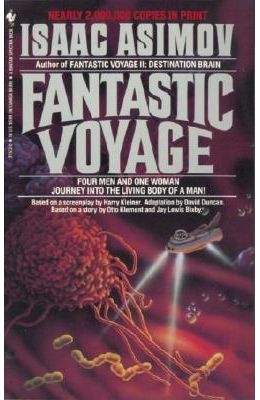 NEARLY 2,000,000 COPIES IN PRINT
ISAAC ASIMOV
Author of FANTASTIC VOYAGE II: DESTINATION BRAIN
FANTASTIC
VOYAGE
FOUR MEN AND ONE WOMAN
JOURNEY INTO THE LIVING BODY OF A MAN!
Based on a screenplay by Harry Kleiner. Adaptation by David Duncan.
Based on a story by Otto Klement and Jay Lewis Bixby.